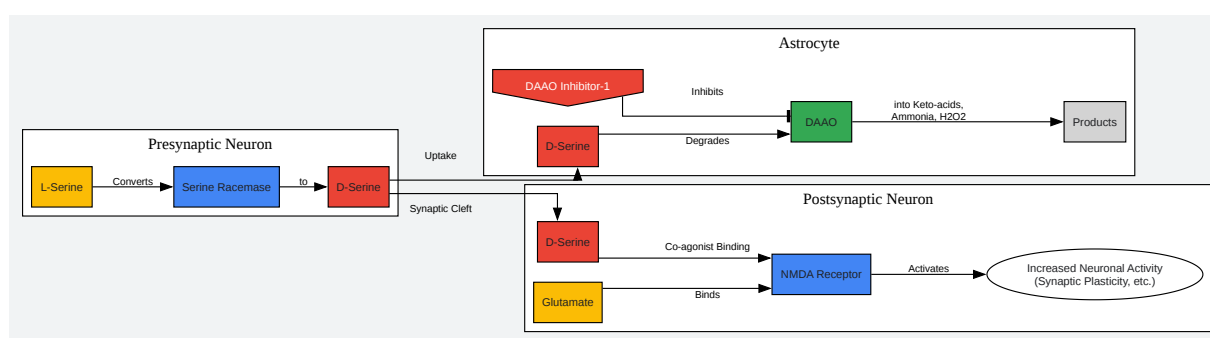 Astrocyte
DAAO Inhibitor-1
Inhibits
into Keto-acids,
Ammonia, H2O2
DAAO
Products
D-Serine
Degrades
Presynaptic Neuron
Uptake
L-Serine
Converts
Serine Racemase
to
D-Serine
Synaptic Cleft
Postsynaptic Neuron
D-Serine
Co-agonist Binding
NMDA Receptor
Activates
Increased Neuronal Activity
(Synaptic Plasticity, etc.)
Glutamate
Binds